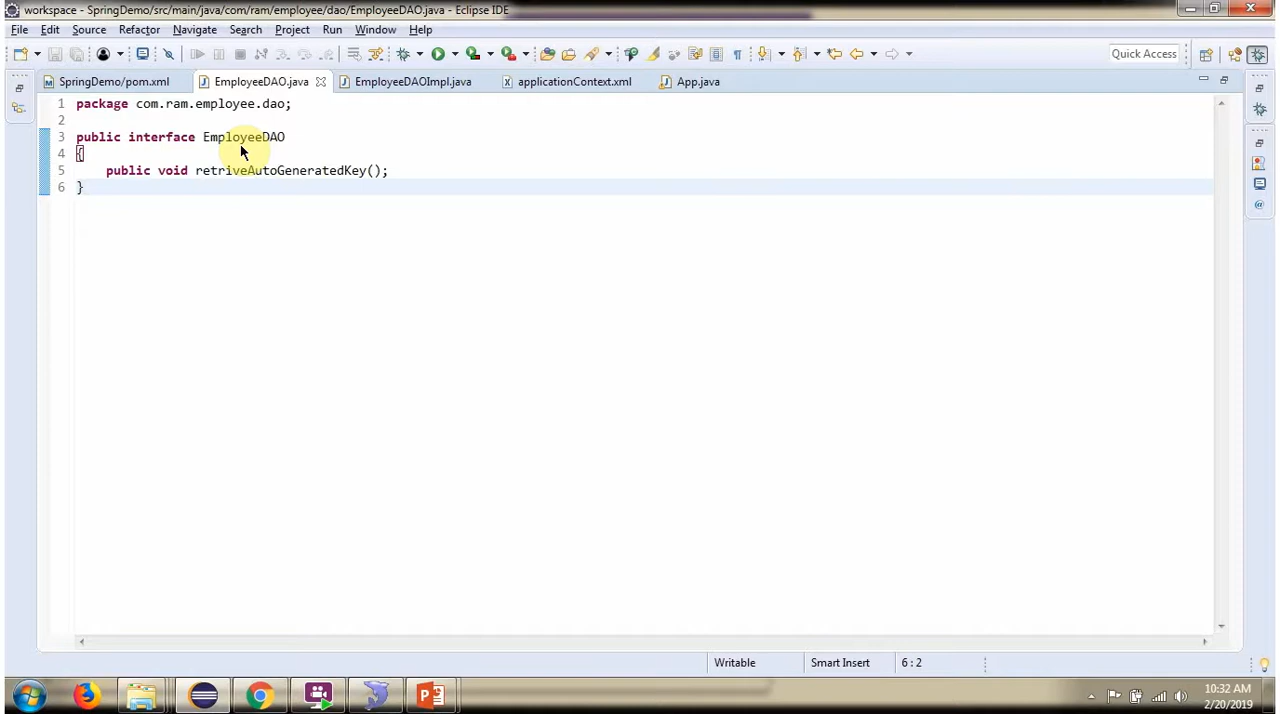 workspace - SpringDemo/src/main/java/com/ram/employee/dao/EmployeeDAO.java - Eclipse IDE
File Edit Source Refactor Navigate Search Project Run Window Help
Quick Access
SpringDemo/pom.xml EmployeeDAO.java EmployeeDAOImpl.java applicationContext.xml App.java
1 package com.ram.employee.dao;
2
3 public interface EmployeeDAO
4 {
5 public void retriveAutoGeneratedKey();
6 }
Writable Smart Insert 6 : 2
10:32 AM
2/20/2019